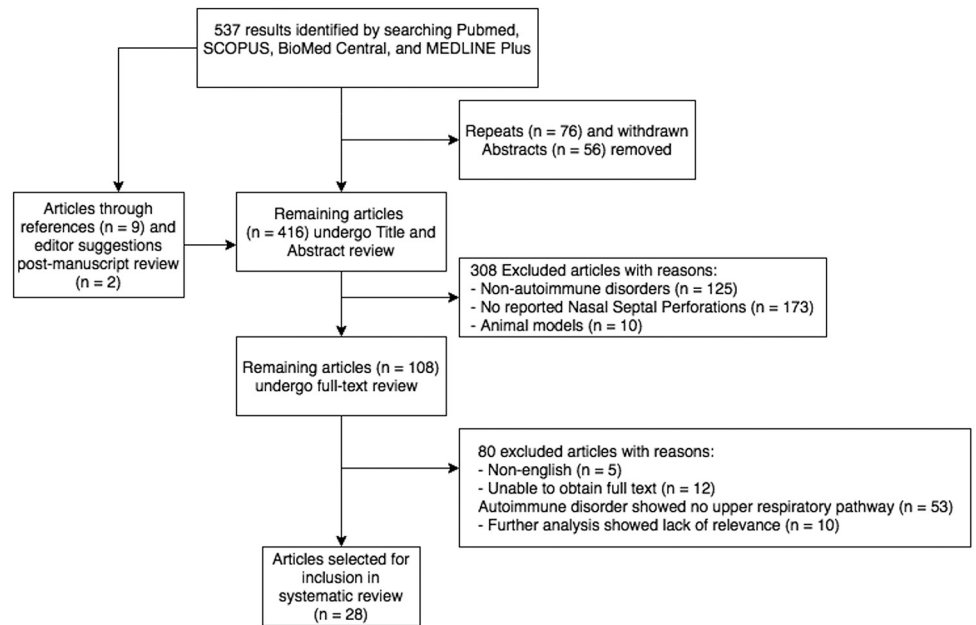 537 results identified by searching Pubmed,
SCOPUS, BioMed Central, and MEDLINE Plus
Repeats (n = 76) and withdrawn
Abstracts (n = 56) removed
Articles through
references (n = 9) and
editor suggestions
post-manuscript review
(n = 2)
Remaining articles
(n = 416) undergo Title and
Abstract review
308 Excluded articles with reasons:
- Non-autoimmune disorders (n = 125)
- No reported Nasal Septal Perforations (n = 173)
- Animal models (n = 10)
Remaining articles (n = 108)
undergo full-text review
80 excluded articles with reasons:
- Non-english (n = 5)
- Unable to obtain full text (n = 12)
Autoimmune disorder showed no upper respiratory pathway (n = 53)
- Further analysis showed lack of relevance (n = 10)
Articles selected for
inclusion in
systematic review
(n = 28)